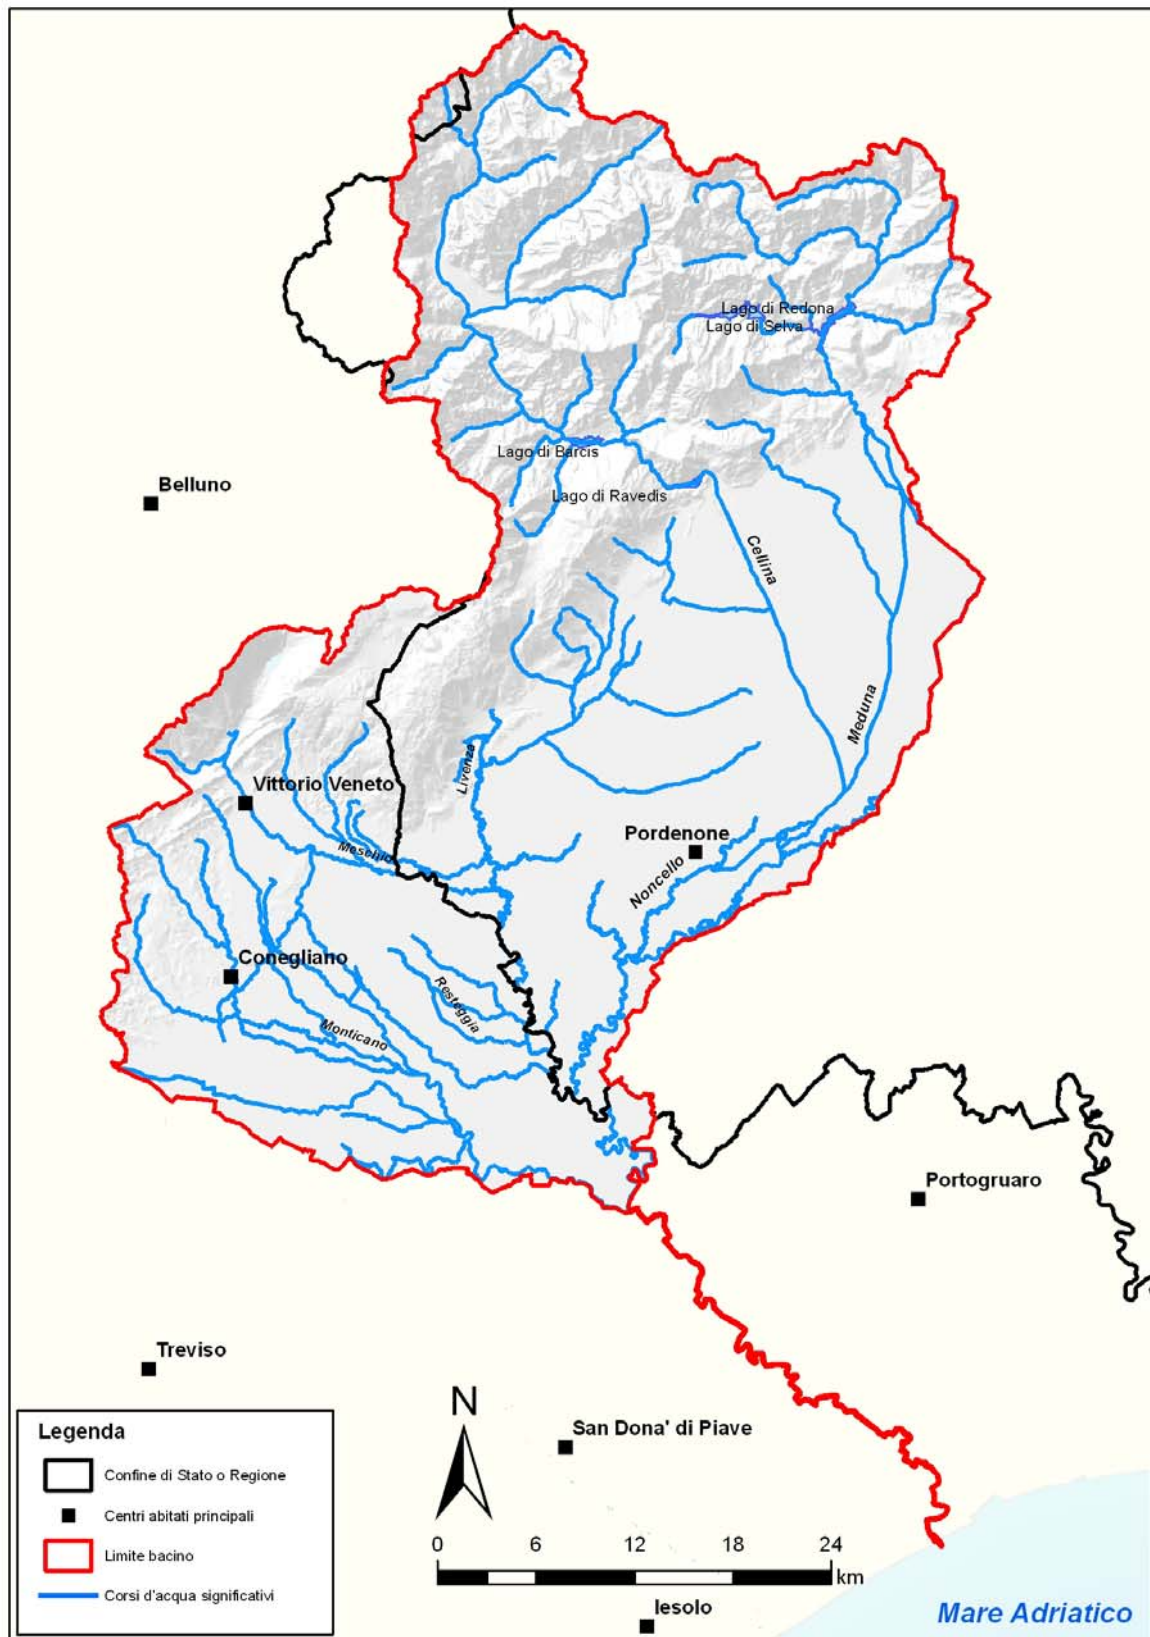 Lago di Redona
Lago di Selva
Lago di Barcis
Lago di Ravedis
Belluno
Cellina
Meduna
Livenza
Vittorio Veneto
Pordenone
Meschio
Noncello
Conegliano
Resteggia
Monticano
Portogruaro
Treviso
San Dona' di Piave
N
Legenda
Confine di Stato o Regione
Centri abitati principali
Limite bacino
Corsi d'acqua significativi
0 6 12 18 24
km
Iesolo
Mare Adriatico